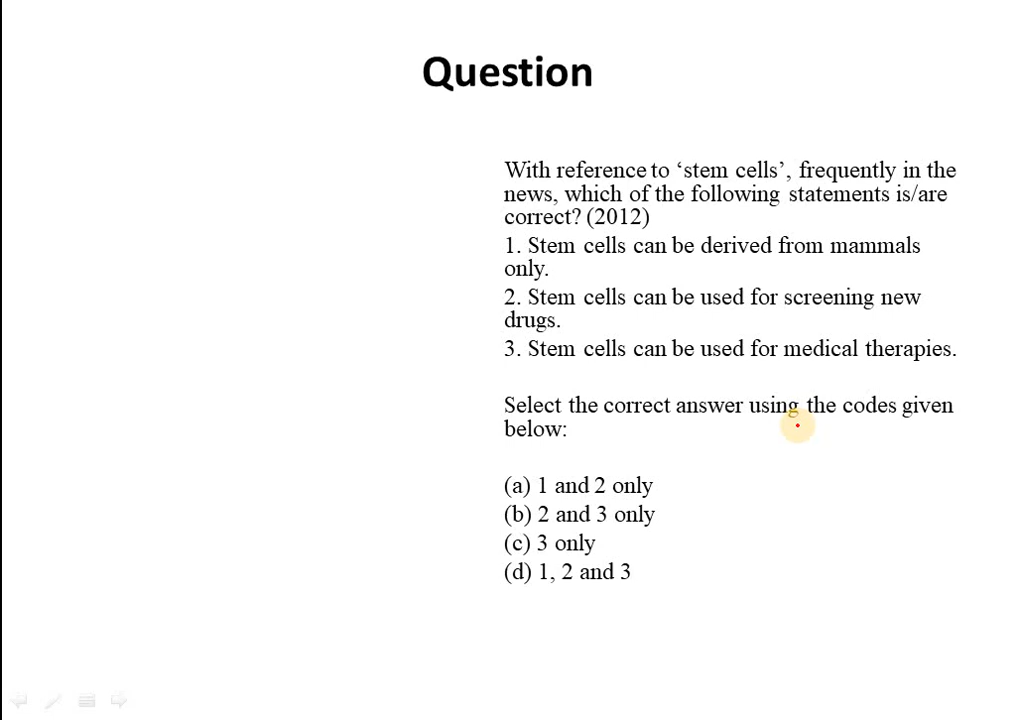 Question
With reference to ‘stem cells’, frequently in the
news, which of the following statements is/are
correct? (2012)
1. Stem cells can be derived from mammals
only.
2. Stem cells can be used for screening new
drugs.
3. Stem cells can be used for medical therapies.
Select the correct answer using the codes given
below:
(a) 1 and 2 only
(b) 2 and 3 only
(c) 3 only
(d) 1, 2 and 3